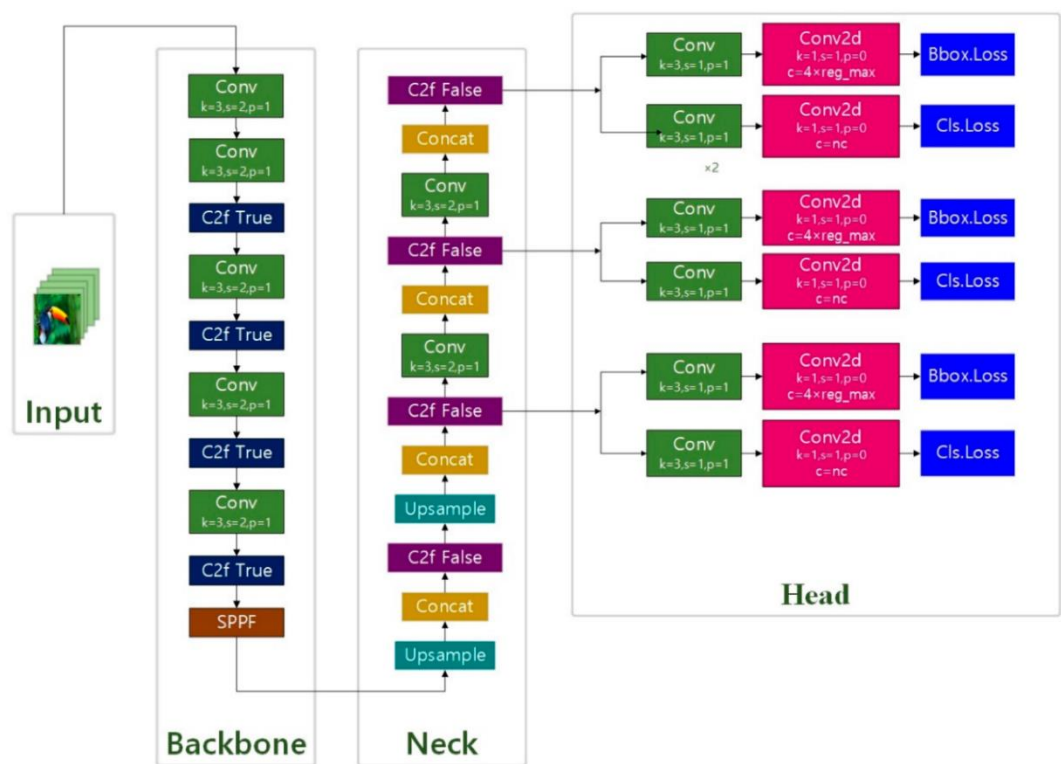 Input
Conv
k=3,s=2,p=1
Conv
k=3,s=2,p=1
C2f True
Conv
k=3,s=2,p=1
C2f True
Conv
k=3,s=2,p=1
C2f True
Conv
k=3,s=2,p=1
C2f True
SPPF
Backbone
C2f False
Concat
Conv
k=3,s=2,p=1
C2f False
Concat
Conv
k=3,s=2,p=1
C2f False
Concat
Upsample
C2f False
Concat
Upsample
Neck
Conv
k=3,s=1,p=1
Conv2d
k=1,s=1,p=0
c=4×reg_max
Bbox.Loss
Conv
k=3,s=1,p=1
Conv2d
k=1,s=1,p=0
c=nc
Cls.Loss
×2
Conv
k=3,s=1,p=1
Conv2d
k=1,s=1,p=0
c=4×reg_max
Bbox.Loss
Conv
k=3,s=1,p=1
Conv2d
k=1,s=1,p=0
c=nc
Cls.Loss
Conv
k=3,s=1,p=1
Conv2d
k=1,s=1,p=0
c=4×reg_max
Bbox.Loss
Conv
k=3,s=1,p=1
Conv2d
k=1,s=1,p=0
c=nc
Cls.Loss
Head